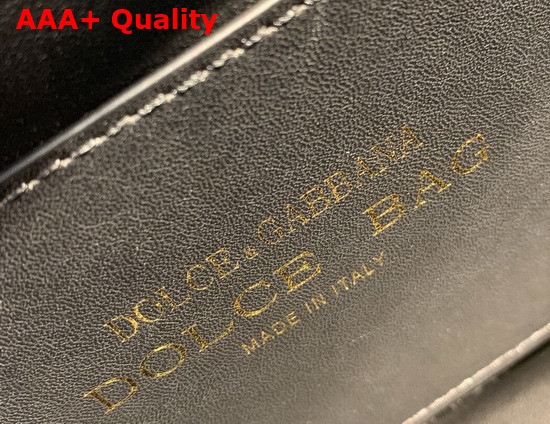 AAA+ Quality
DOLCE & GABBANA
DOLCE BAG
MADE IN ITALY